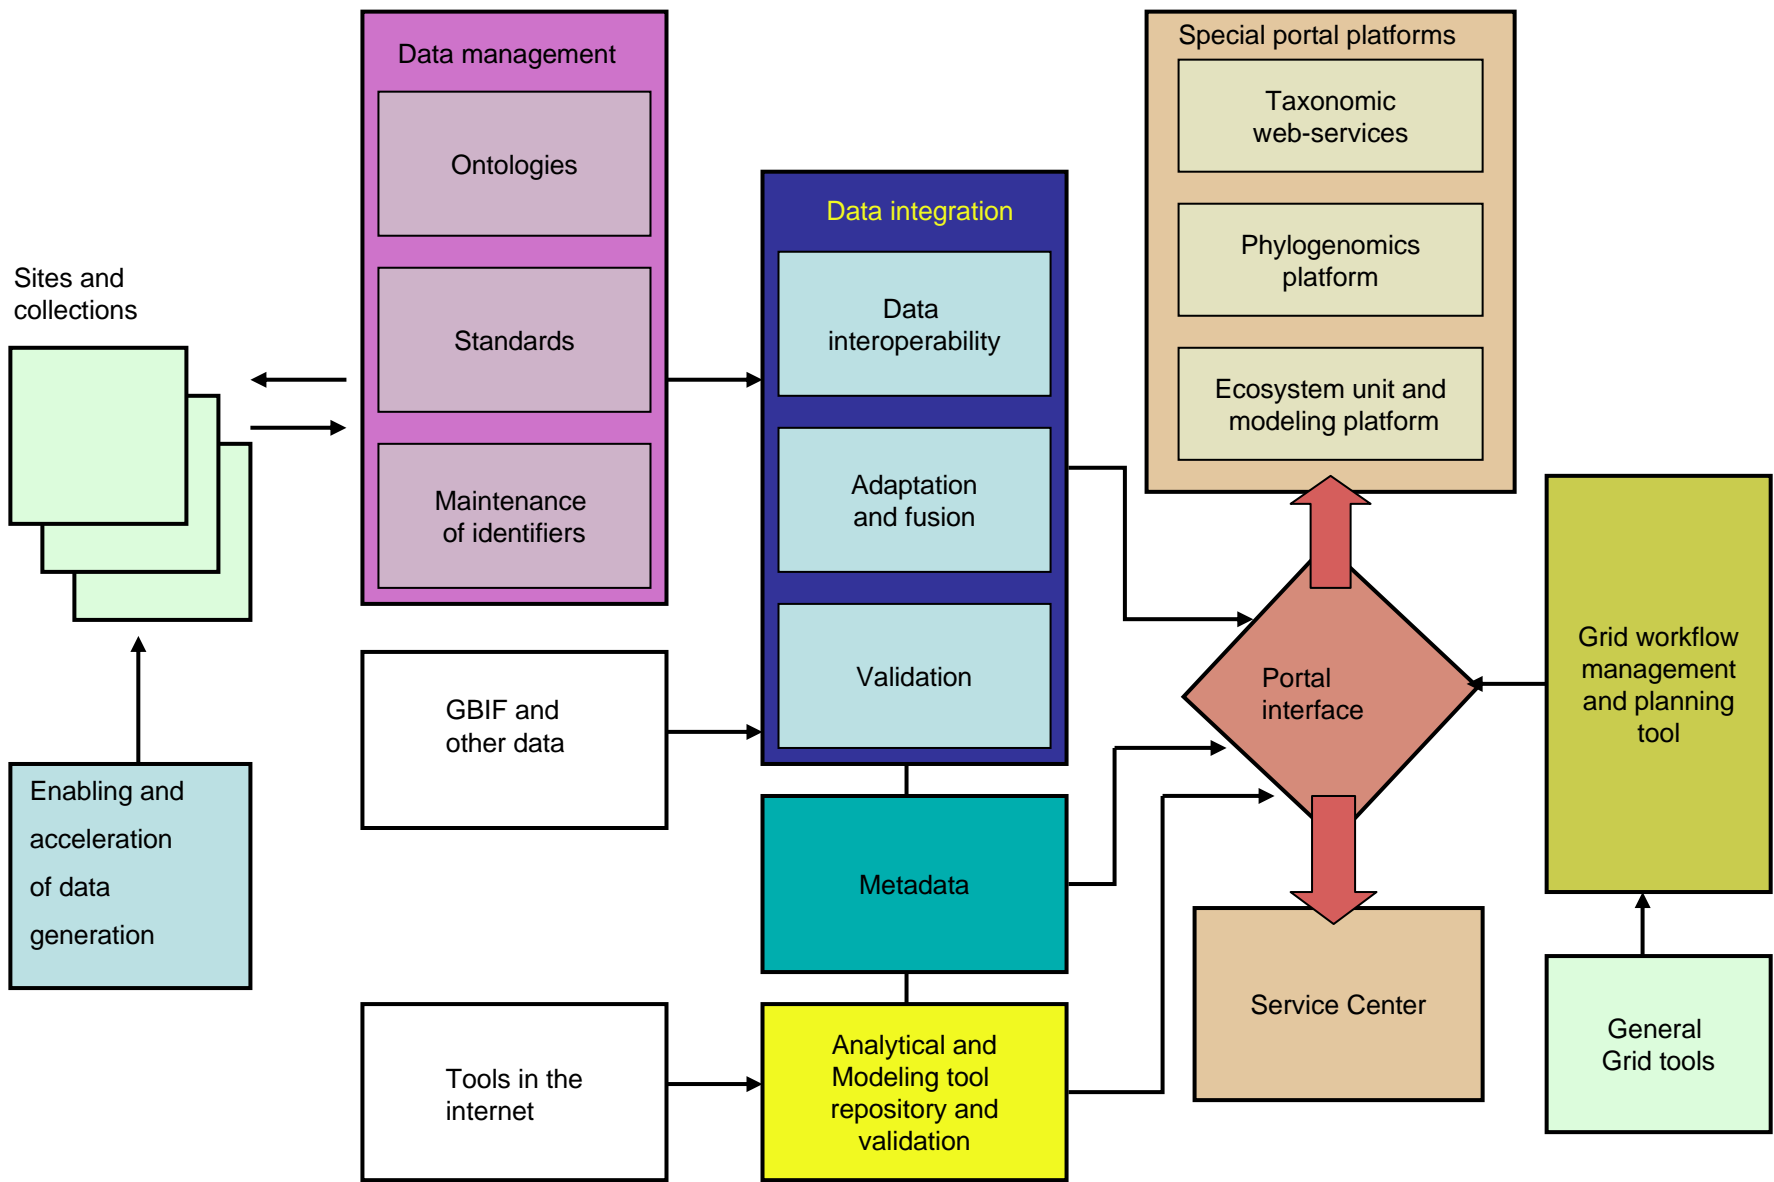 Data management
Ontologies
Standards
Maintenance
of identifiers
Sites and
collections
Enabling and
acceleration
of data
generation
GBIF and
other data
Tools in the
internet
Data integration
Data
interoperability
Adaptation
and fusion
Validation
Metadata
Analytical and
Modeling tool
repository and
validation
Special portal platforms
Taxonomic
web-services
Phylogenomics
platform
Ecosystem unit and
modeling platform
Portal
interface
Service Center
Grid workflow
management
and planning
tool
General
Grid tools